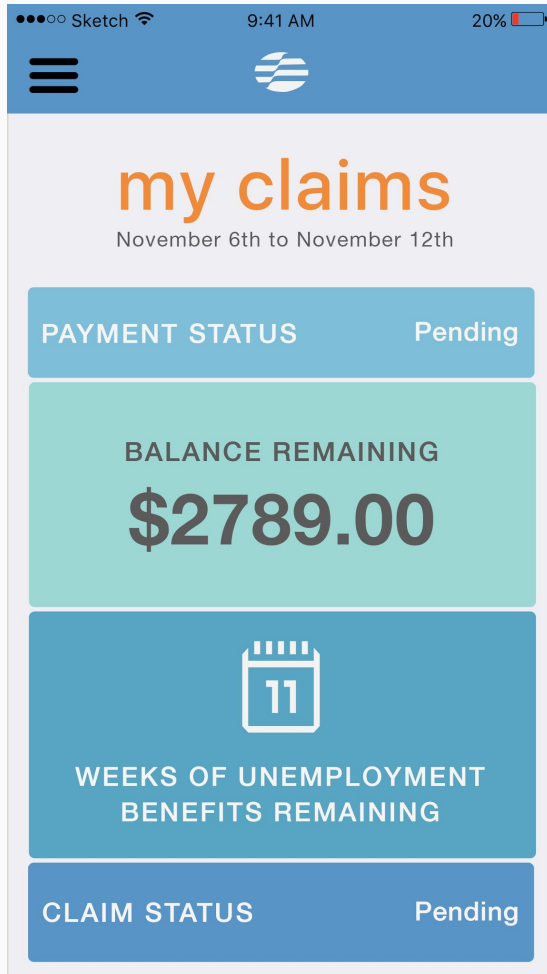 Sketch 9:41 AM 20%
my claims
November 6th to November 12th
PAYMENT STATUS Pending
BALANCE REMAINING
$2789.00
11
WEEKS OF UNEMPLOYMENT
BENEFITS REMAINING
CLAIM STATUS Pending